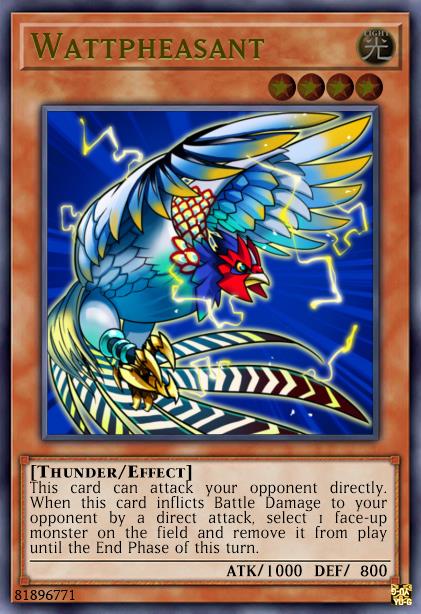 Wattpheasant
LIGHT
光
[Thunder/Effect]
This card can attack your opponent directly.
When this card inflicts Battle Damage to your
opponent by a direct attack, select 1 face-up
monster on the field and remove it from play
until the End Phase of this turn.
ATK/1000 DEF/ 800
81896771